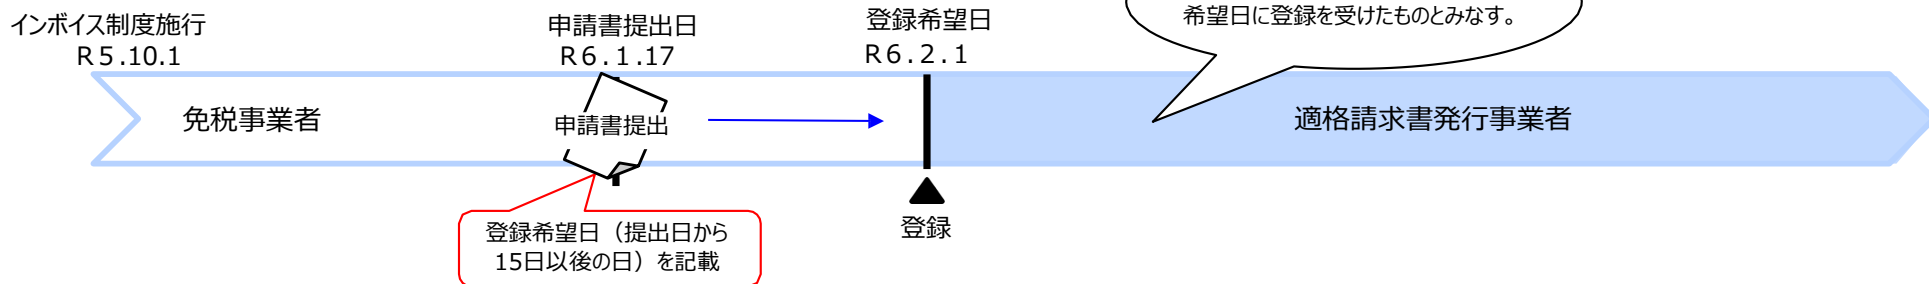 インボイス制度施行
R5.10.1
申請書提出日
R6.1.17
登録希望日
R6.2.1
希望日に登録を受けたものとみなす。
免税事業者
申請書提出
適格請求書発行事業者
登録希望日（提出日から
15日以後の日）を記載
登録